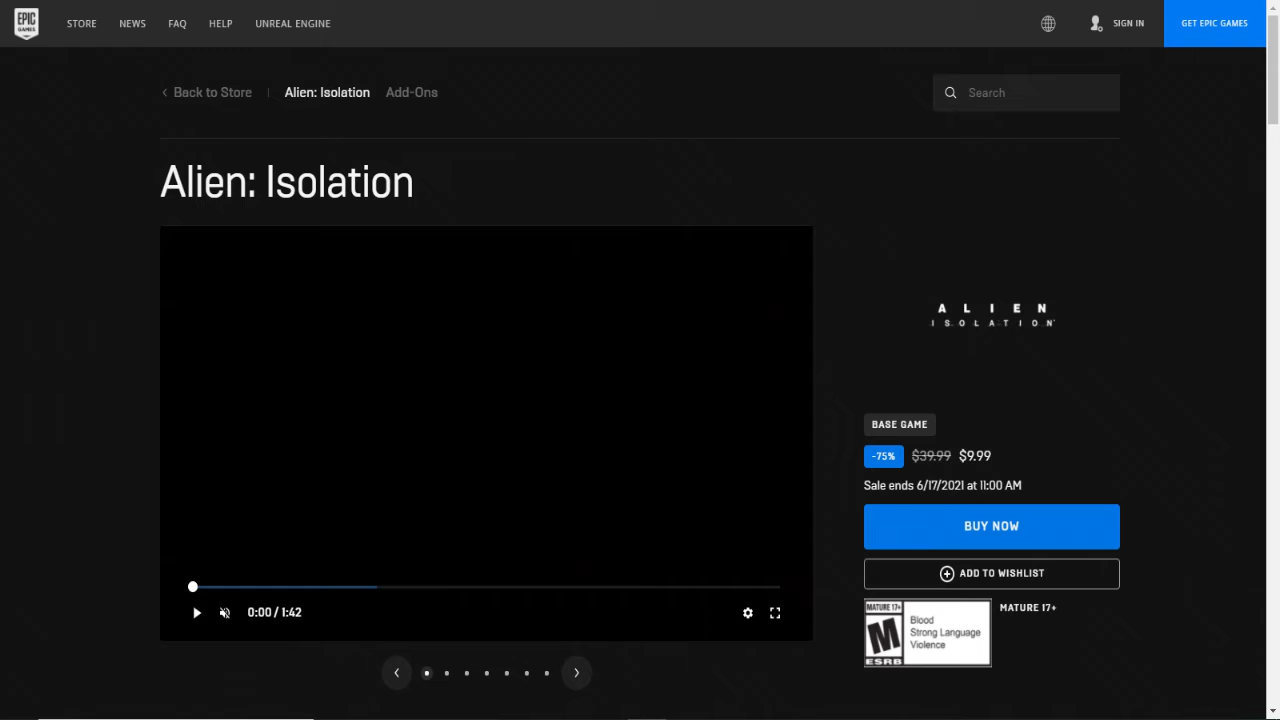 EPIC GAMES
STORE NEWS FAQ HELP UNREAL ENGINE
SIGN IN
GET EPIC GAMES
Back to Store
Alien: Isolation
Add-Ons
Search
Alien: Isolation
ALIEN
ISOLATION
BASE GAME
-75% $39.99 $9.99
Sale ends 6/17/2021 at 11:00 AM
BUY NOW
ADD TO WISHLIST
0:00 / 1:42
MATURE 17+
M
ESRB
Blood
Strong Language
Violence
MATURE 17+